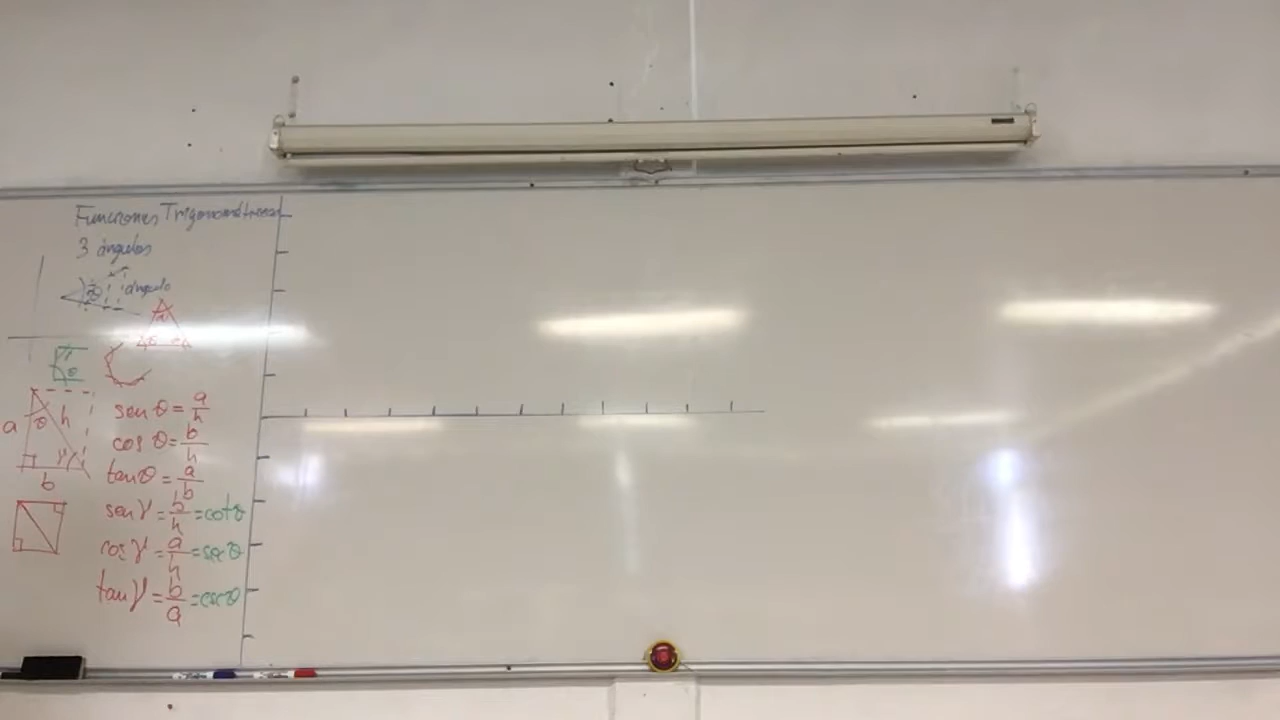 Funciones Trigonométricas
3 ángulos
θ ángulo
θ
a θ h
γ
b
sen θ = a/h
cos θ = b/h
tan θ = a/b
sen γ = b/h = cot θ
cos γ = a/h = sec θ
tan γ = b/a = csc θ